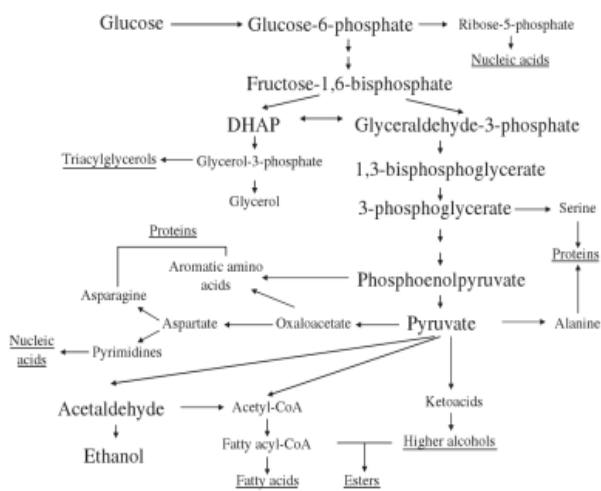 Glucose
Glucose-6-phosphate
Ribose-5-phosphate
Nucleic acids
Fructose-1,6-bisphosphate
DHAP
Glyceraldehyde-3-phosphate
Triacylglycerols
Glycerol-3-phosphate
1,3-bisphosphoglycerate
Glycerol
3-phosphoglycerate
Serine
Proteins
Proteins
Aromatic amino
acids
Phosphoenolpyruvate
Asparagine
Aspartate
Oxaloacetate
Pyruvate
Alanine
Nucleic
acids
Pyrimidines
Acetaldehyde
Acetyl-CoA
Ketoacids
Ethanol
Fatty acyl-CoA
Higher alcohols
Fatty acids
Esters